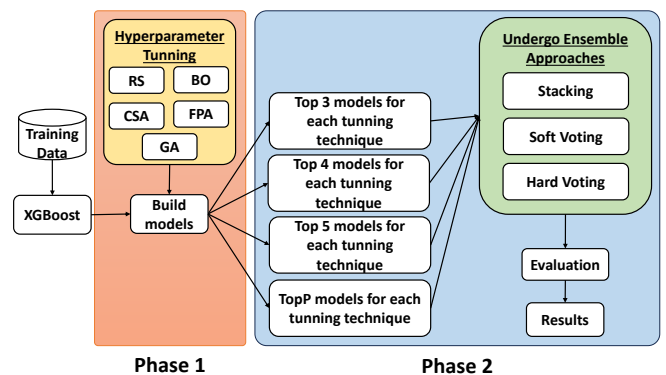 Hyperparameter
Tunning
RS
BO
CSA
FPA
GA
Training
Data
XGBoost
Build
models
Top 3 models for
each tunning
technique
Top 4 models for
each tunning
technique
Top 5 models for
each tunning
technique
TopP models for each
tunning technique
Undergo Ensemble
Approaches
Stacking
Soft Voting
Hard Voting
Evaluation
Results
Phase 1
Phase 2